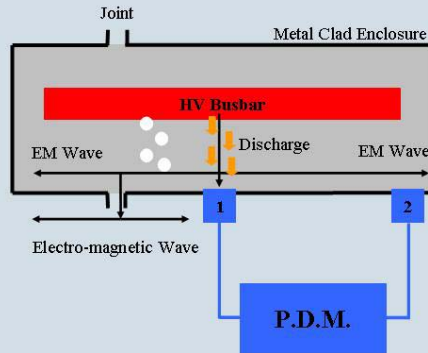 Joint
Metal Clad Enclosure
HV Busbar
Discharge
EM Wave
EM Wave
1
2
Electro-magnetic Wave
P.D.M.